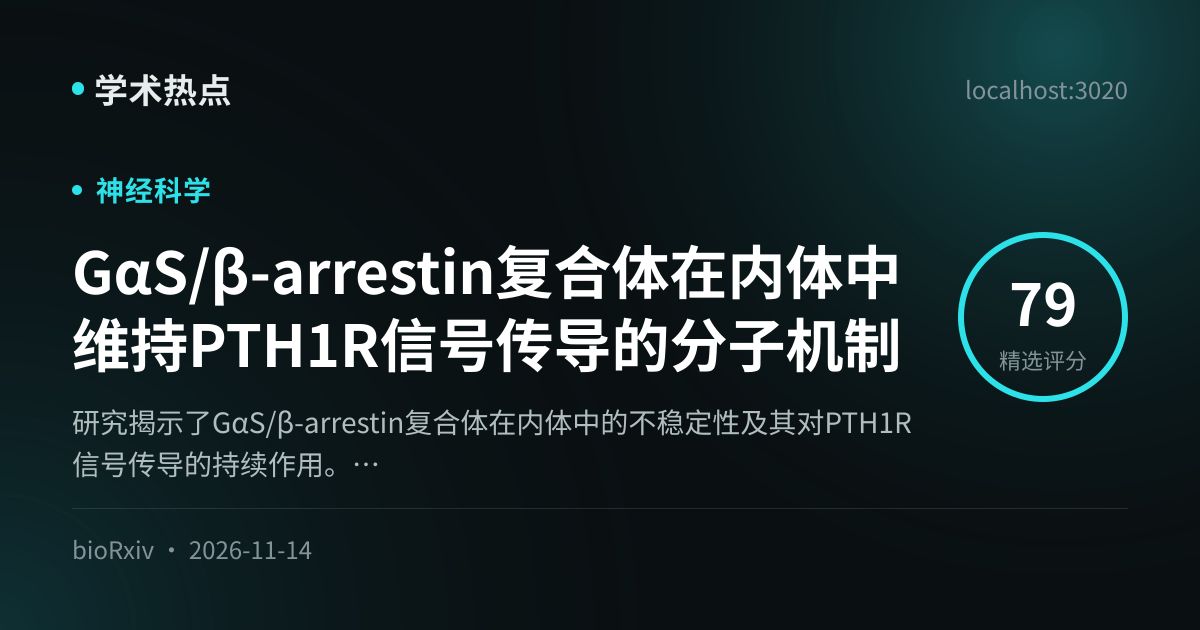 学术热点
localhost:3020
神经科学
GαS/β-arrestin复合体在内体中
维持PTH1R信号传导的分子机制
79
精选评分
研究揭示了GαS/β-arrestin复合体在内体中的不稳定性及其对PTH1R
信号传导的持续作用。…
bioRxiv · 2026-11-14